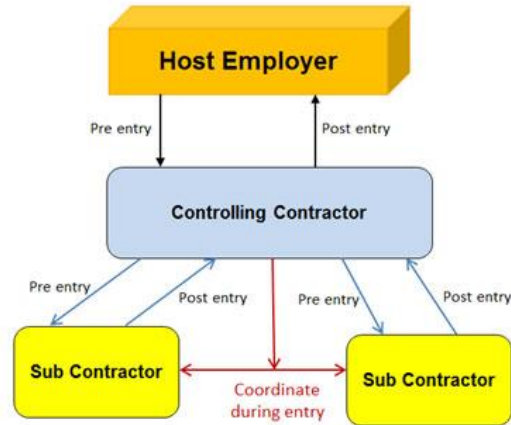 Host Employer
Pre entry
Post entry
Controlling Contractor
Pre entry
Post entry
Pre entry
Post entry
Sub Contractor
Sub Contractor
Coordinate
during entry